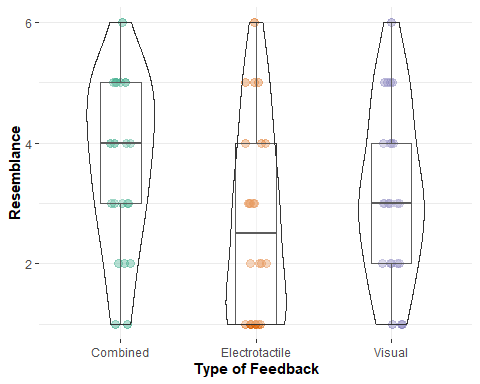 6
4
2
Resemblance
Combined Electrotactile Visual
Type of Feedback